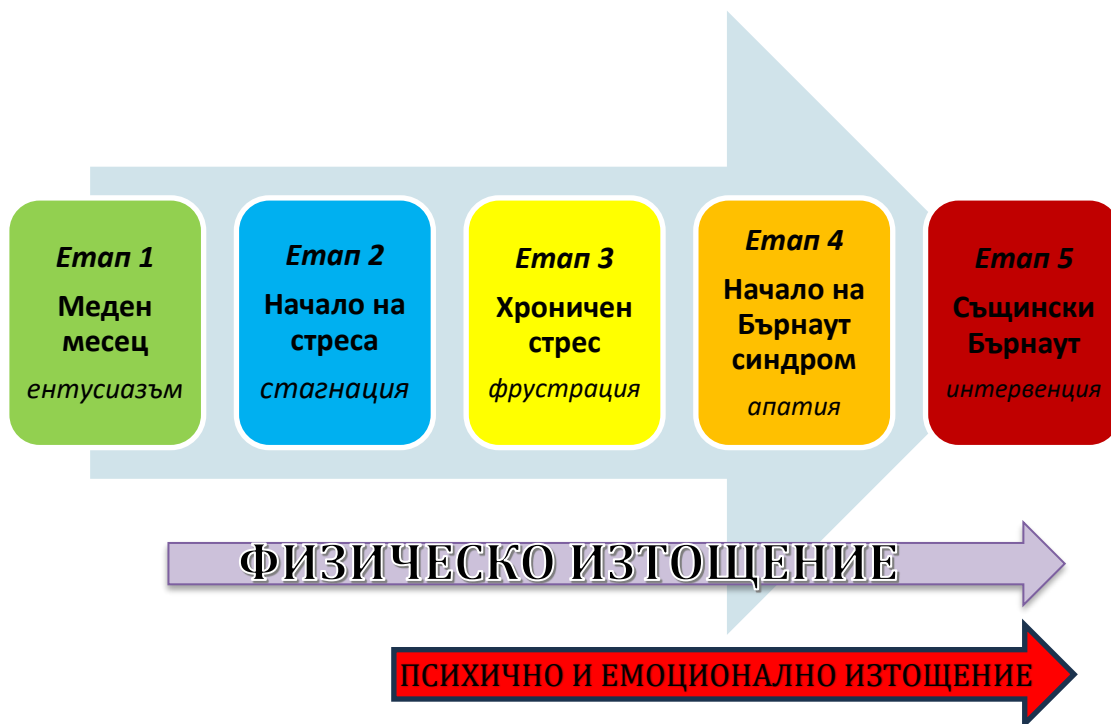 Етап 1
Меден
месец
ентусиазъм
Етап 2
Начало на
стреса
стагнация
Етап 3
Хроничен
стрес
фрустрация
Етап 4
Начало на
Бърнаут
синдром
апатия
Етап 5
Същински
Бърнаут
интервенция
ФИЗИЧЕСКО ИЗТОЩЕНИЕ
ПСИХИЧНО И ЕМОЦИОНАЛНО ИЗТОЩЕНИЕ